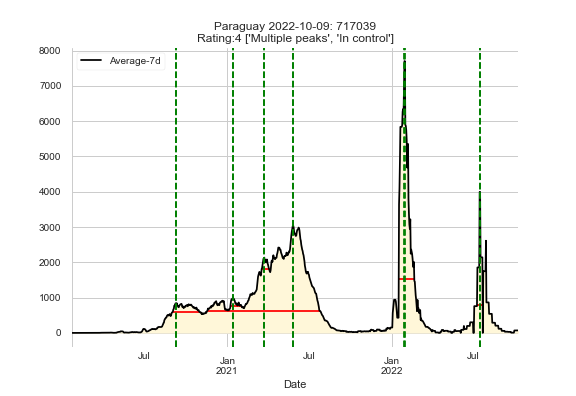 Paraguay 2022-10-09: 717039
Rating:4 ['Multiple peaks', 'In control']
8000
Average-7d
7000
6000
5000
4000
3000
2000
1000
0
Jul
Jan
2021
Jul
Jan
2022
Jul
Date